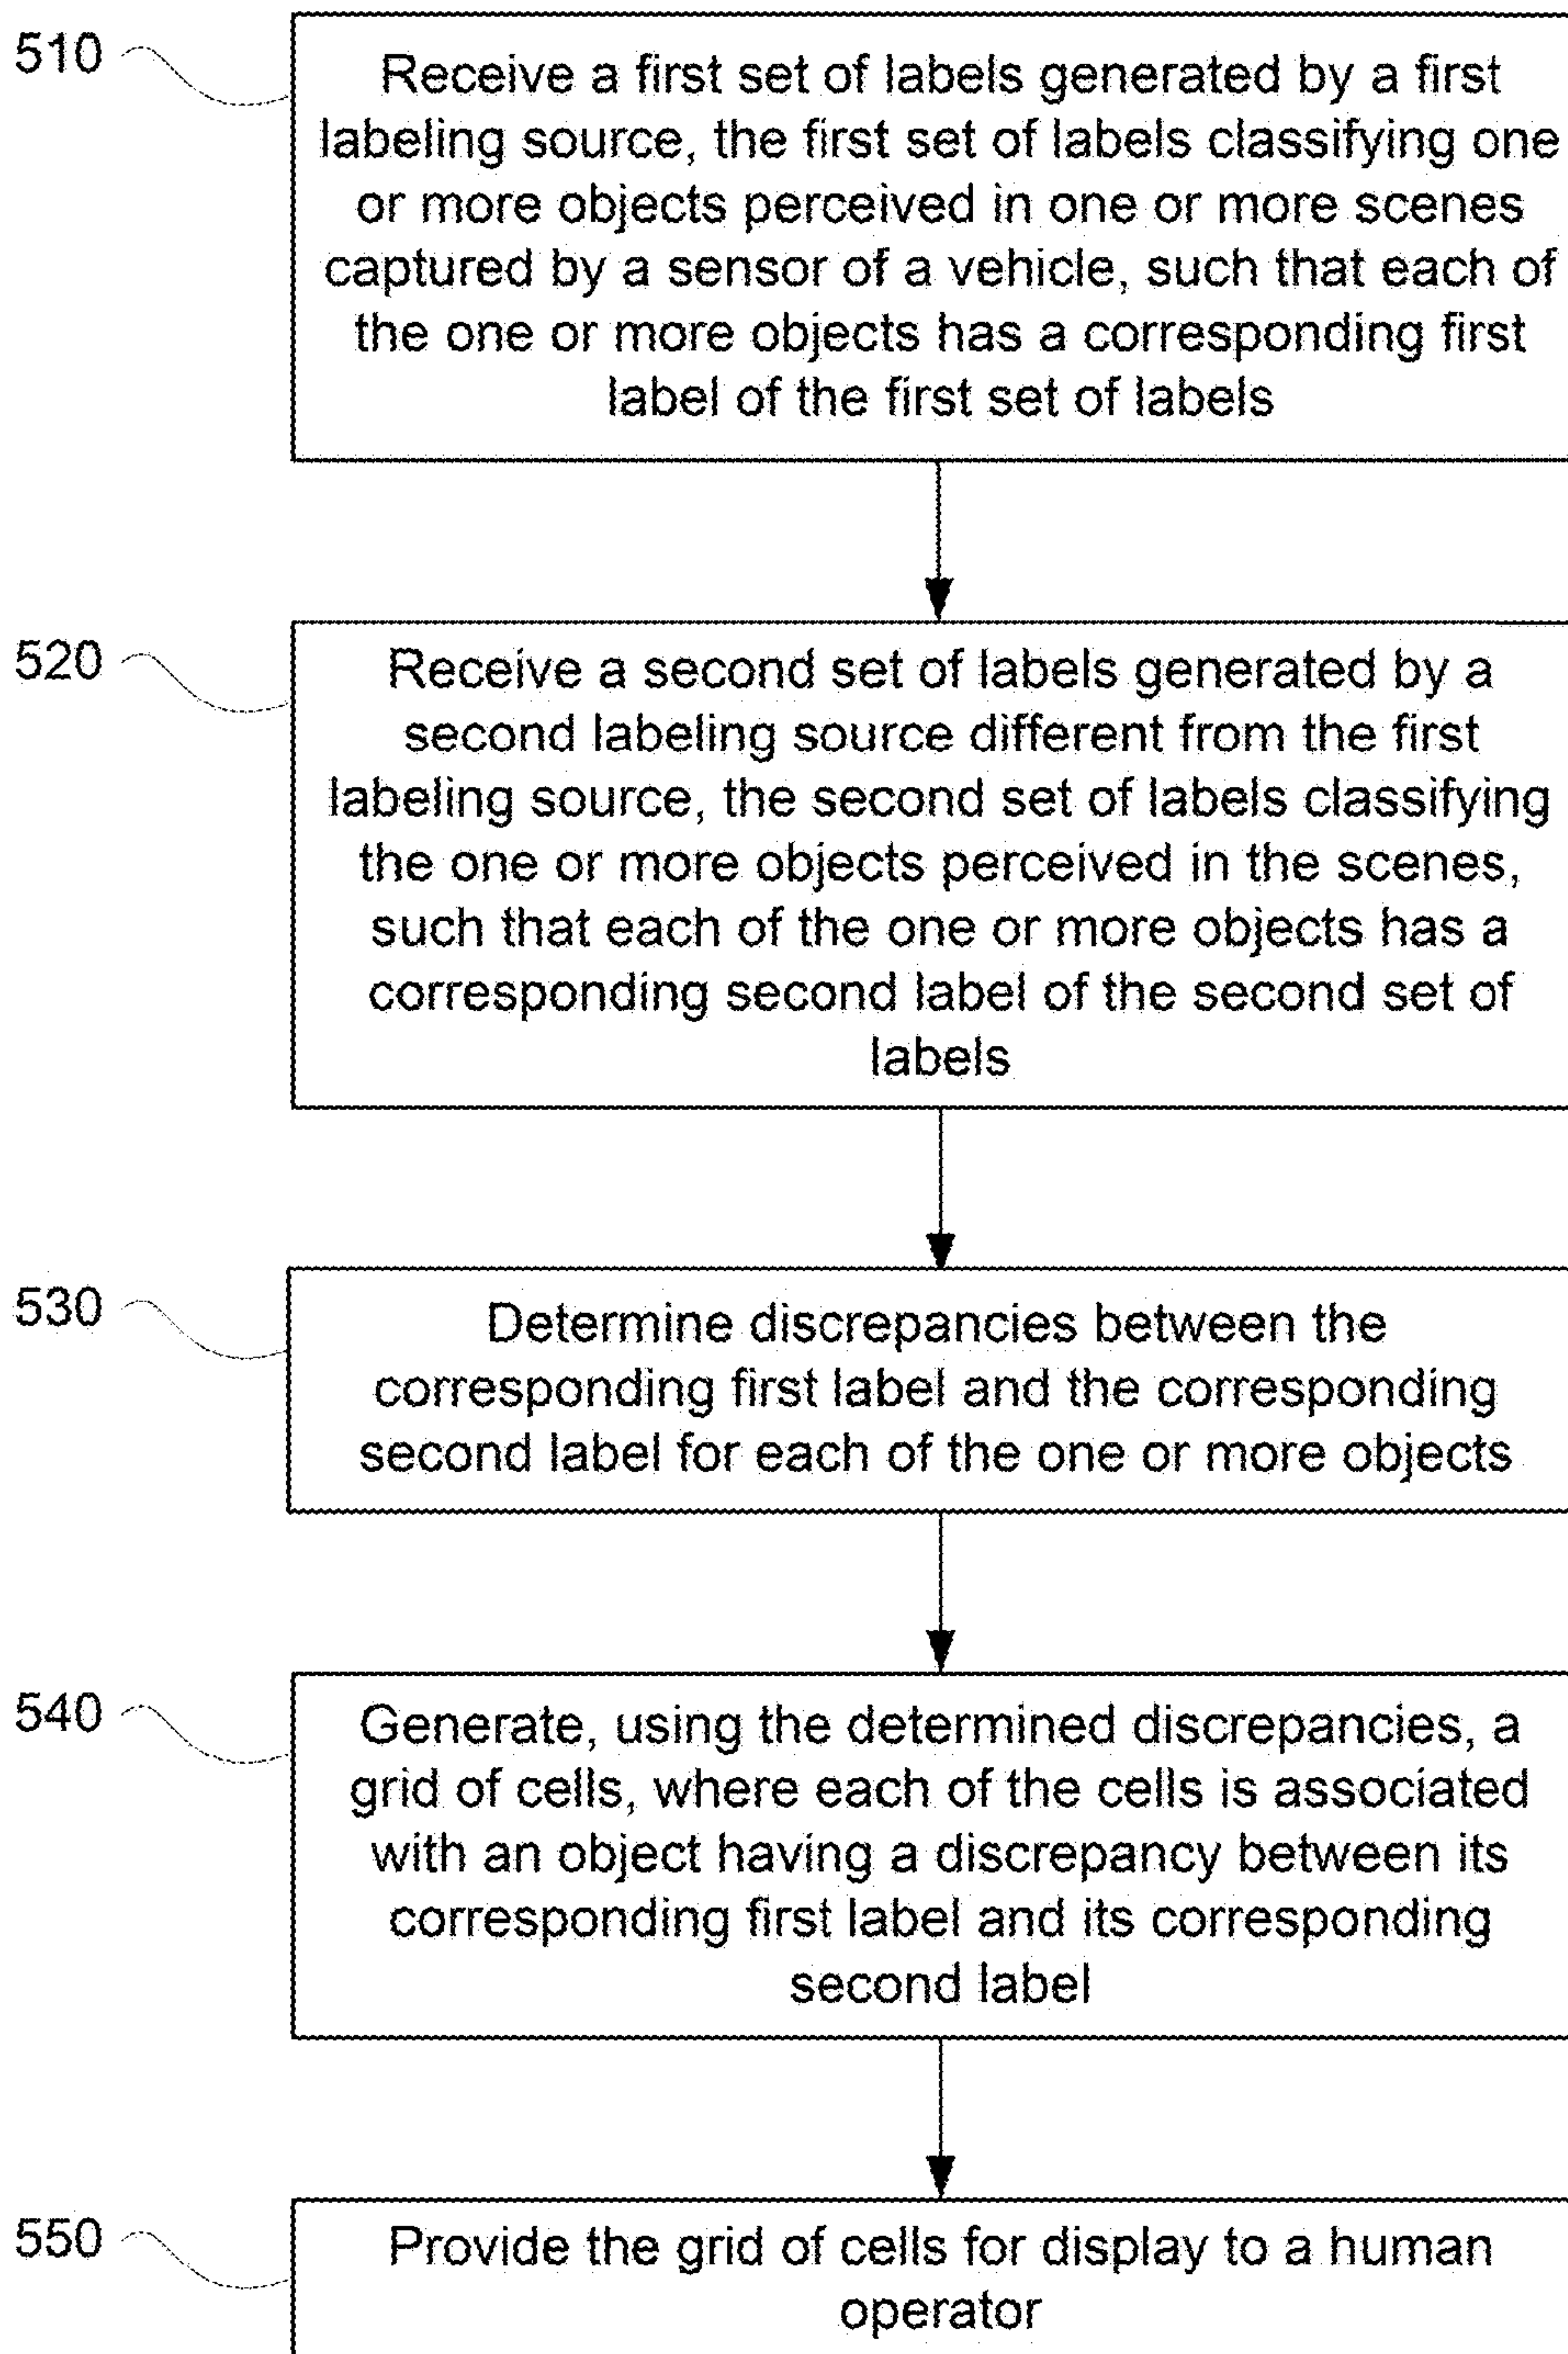 510
Receive a first set of labels generated by a first
labeling source, the first set of labels classifying one
or more objects perceived in one or more scenes
captured by a sensor of a vehicle, such that each of
the one or more objects has a corresponding first
label of the first set of labels
520
Receive a second set of labels generated by a
second labeling source different from the first
labeling source, the second set of labels classifying
the one or more objects perceived in the scenes,
such that each of the one or more objects has a
corresponding second label of the second set of
labels
530
Determine discrepancies between the
corresponding first label and the corresponding
second label for each of the one or more objects
540
Generate, using the determined discrepancies, a
grid of cells, where each of the cells is associated
with an object having a discrepancy between its
corresponding first label and its corresponding
second label
550
Provide the grid of cells for display to a human
operator